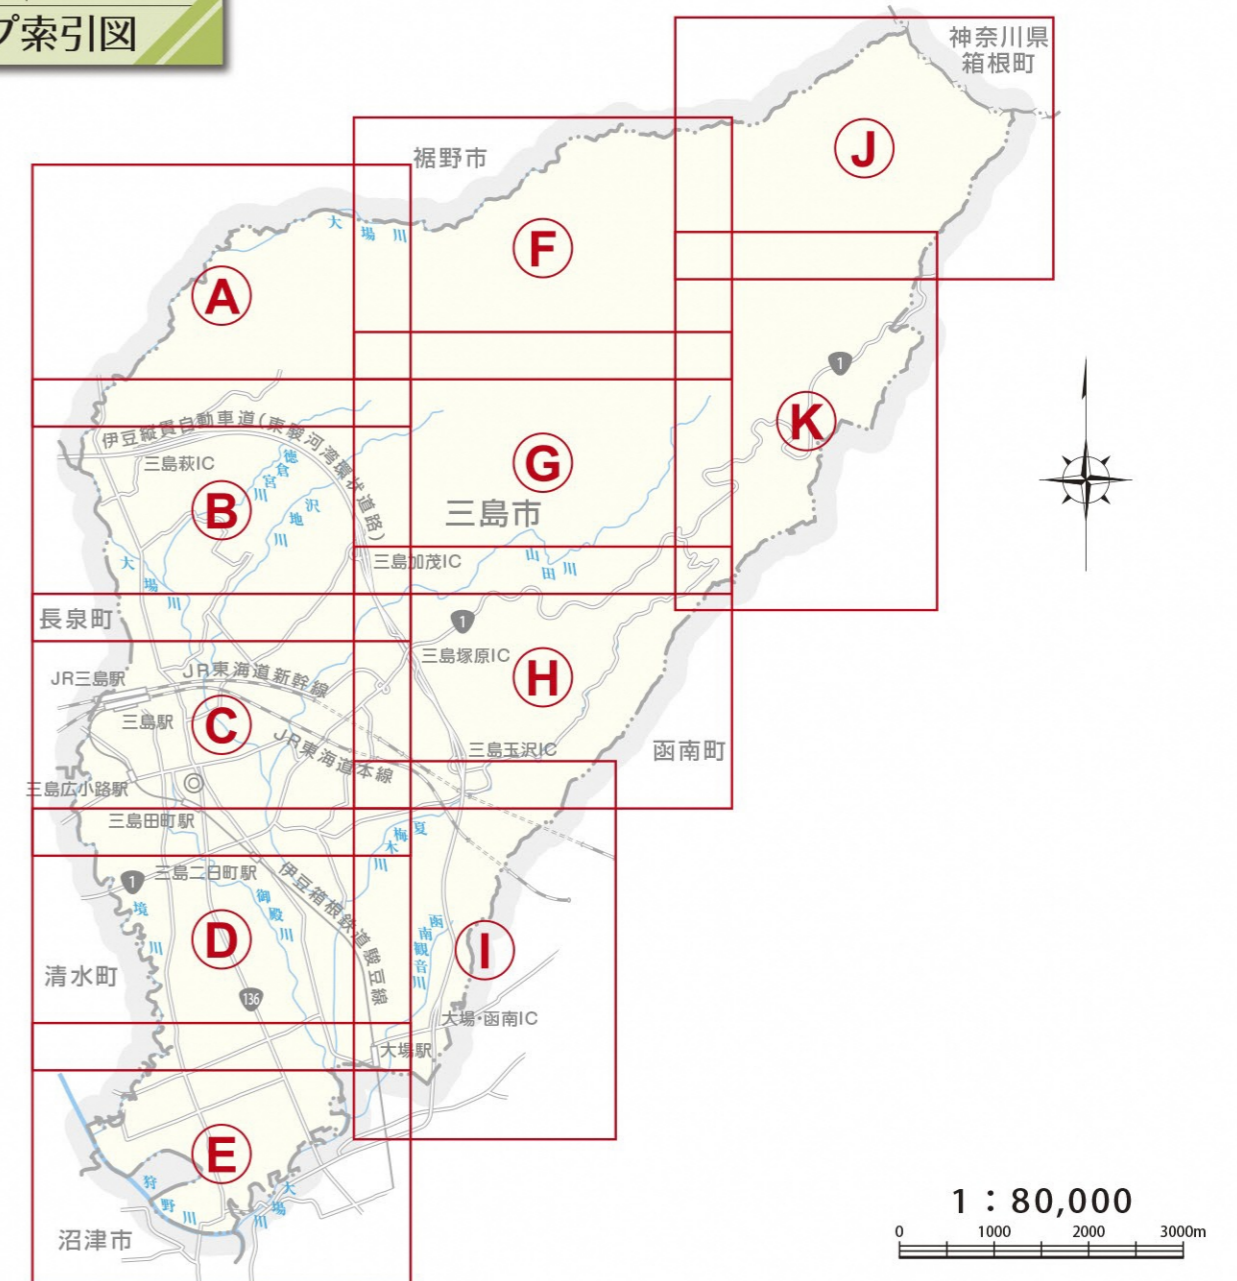 プ索引図
神奈川県
箱根町
裾野市
J
大場川
F
A
1
伊豆縦貫自動車道(東駿河湾環状道路)
K
三島萩IC
徳倉宮川
沢地川
G
B
三島市
大場川
三島加茂IC
山田川
長泉町
1
三島塚原IC
JR東海道新幹線
JR三島駅
H
三島駅
C
JR東海道本線
三島玉沢IC
函南町
三島広小路駅
三島田町駅
夏梅木川
1
三島二日町駅
伊豆箱根鉄道駿豆線
境川
御殿川
函南観音川
D
I
清水町
136
大場・函南IC
大場駅
E
狩野川
大場川
沼津市
1:80,000
0 1000 2000 3000m